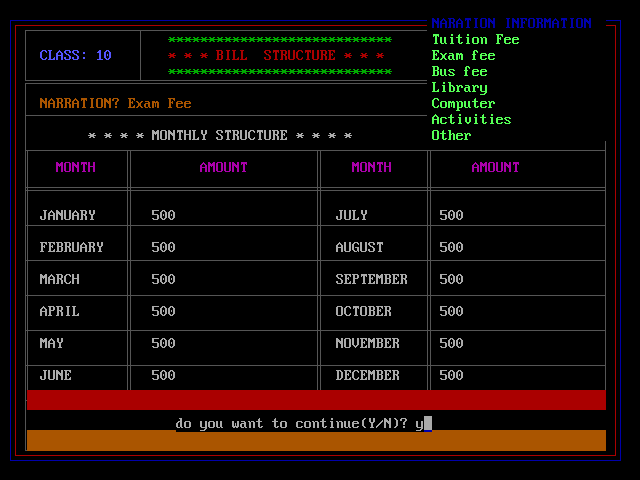 NARATION INFORMATION
Tuition Fee
Exam fee
Bus fee
Library
Computer
Activities
Other
****************************
CLASS: 10 * * * BILL STRUCTURE * * *
****************************
NARRATION? Exam Fee
* * * * MONTHLY STRUCTURE * * * *
MONTH AMOUNT MONTH AMOUNT
JANUARY 500 JULY 500
FEBRUARY 500 AUGUST 500
MARCH 500 SEPTEMBER 500
APRIL 500 OCTOBER 500
MAY 500 NOVEMBER 500
JUNE 500 DECEMBER 500
do you want to continue(Y/N)? y